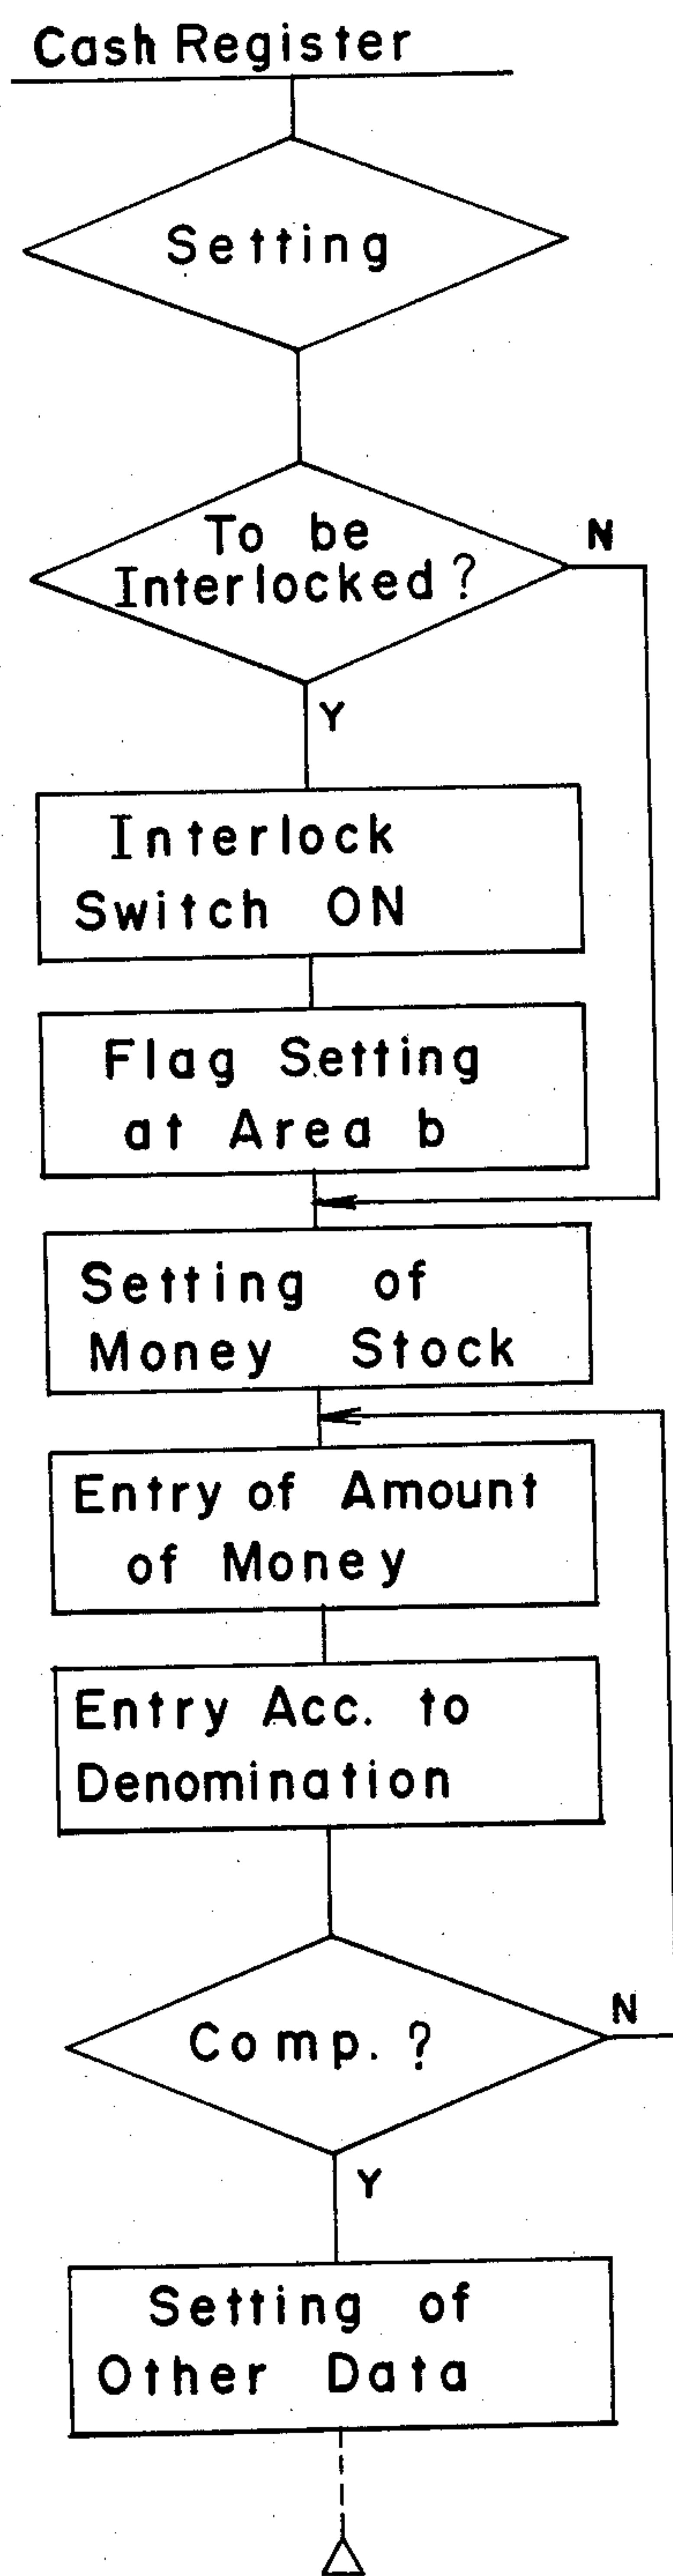 Cash Register
Setting
To be
Interlocked?
N
Y
Interlock
Switch ON
Flag Setting
at Area b
Setting of
Money Stock
Entry of Amount
of Money
Entry Acc. to
Denomination
Comp.?
N
Y
Setting of
Other Data